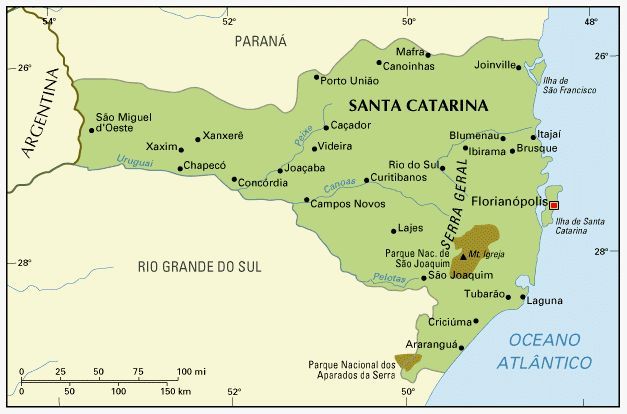 54°
52°
50°
48°
PARANÁ
Mafra
Canoinhas
Joinville
26°
26°
Porto União
Ilha de
São Francisco
ARGENTINA
SANTA CATARINA
São Miguel
d'Oeste
Caçador
Peixe
Xanxerê
Xaxim
Videira
Blumenau
Itajaí
Ibirama
Brusque
Uruguai
Chapecó
Joaçaba
Rio do Sul
Concórdia
Canoas
Curitibanos
Campos Novos
SERRA GERAL
Florianópolis
Ilha de Santa
Catarina
Lajes
Parque Nac. de
São Joaquim
Mt. Igreja
28°
28°
RIO GRANDE DO SUL
Pelotas
São Joaquim
Tubarão
Laguna
Criciúma
Araranguá
OCEANO
ATLÂNTICO
Parque Nacional dos
Aparados da Serra
0 25 50 75 100 mi
0 50 100 150 km
52°
50°